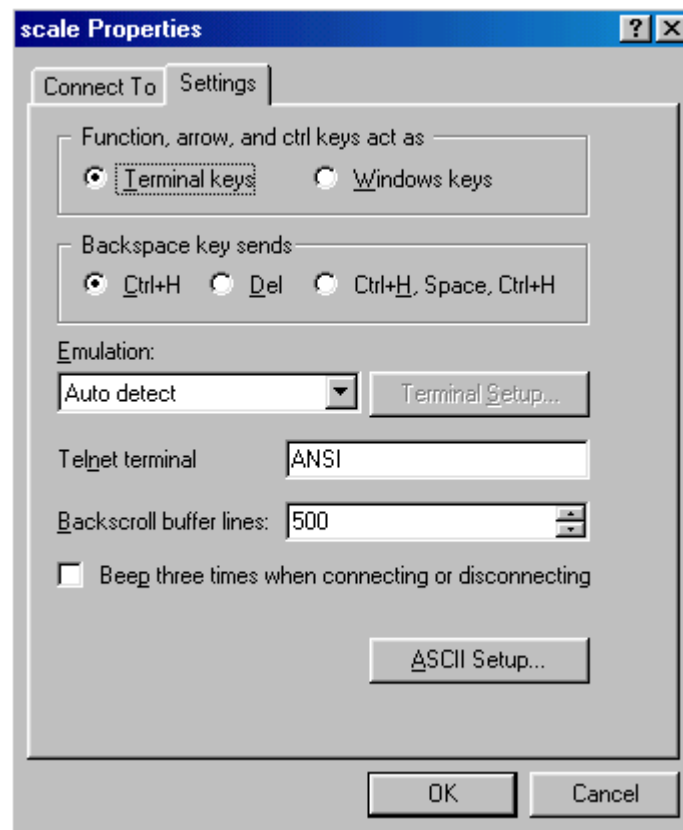 scale Properties
Connect To Settings
Function, arrow, and ctrl keys act as
Terminal keys Windows keys
Backspace key sends
Ctrl+H Del Ctrl+H, Space, Ctrl+H
Emulation:
Auto detect Terminal Setup...
Telnet terminal ANSI
Backscroll buffer lines: 500
Beep three times when connecting or disconnecting
ASCII Setup...
OK Cancel